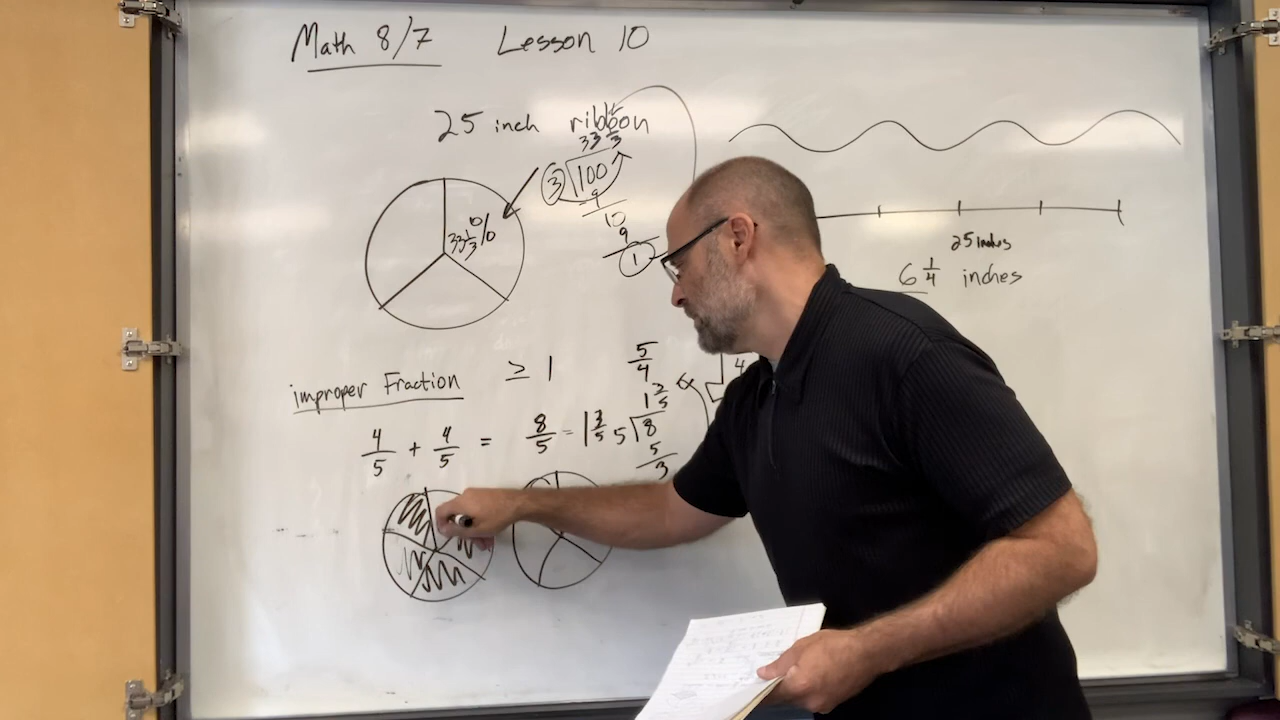 Math 8/7 Lesson 10
25 inch ribbon
33 1/3
3 100
9
10
9
1
33 1/3 %
25 inches
6 1/4 inches
improper Fraction ≥ 1
5/4
4
4/5 + 4/5 = 8/5 = 1 3/5
1 2/5
5 8
5
3